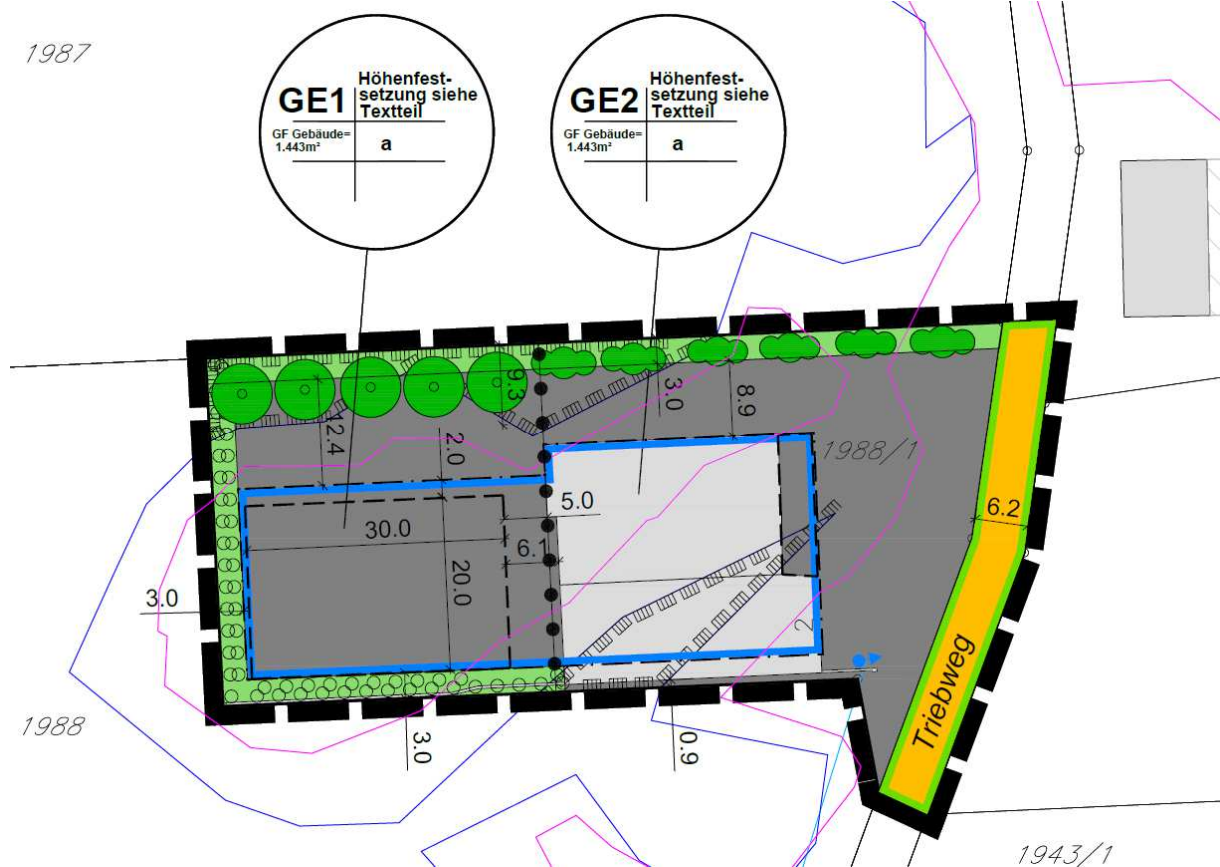 1987
GE1
Höhenfest-
setzung siehe
Textteil
GF Gebäude=
1.443m²
a
GE2
Höhenfest-
setzung siehe
Textteil
GF Gebäude=
1.443m²
a
9.3
3.0
8.9
12.4
2.0
1988/1
5.0
30.0
6.1
6.2
20.0
3.0
2
Triebweg
1988
3.0
0.9
1943/1